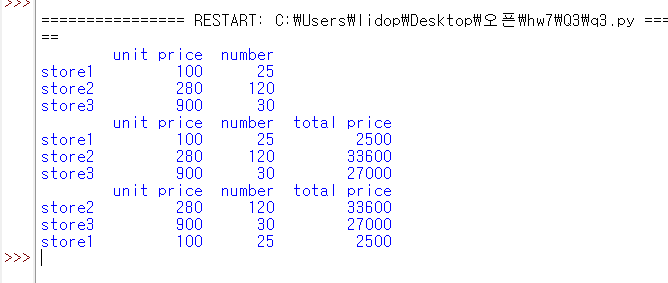 >>>
================ RESTART: C:\Users\lidop\Desktop\오픈\hw7\Q3\q3.py ===
==
unit price number
store1 100 25
store2 280 120
store3 900 30
unit price number total price
store1 100 25 2500
store2 280 120 33600
store3 900 30 27000
unit price number total price
store2 280 120 33600
store3 900 30 27000
store1 100 25 2500
>>>